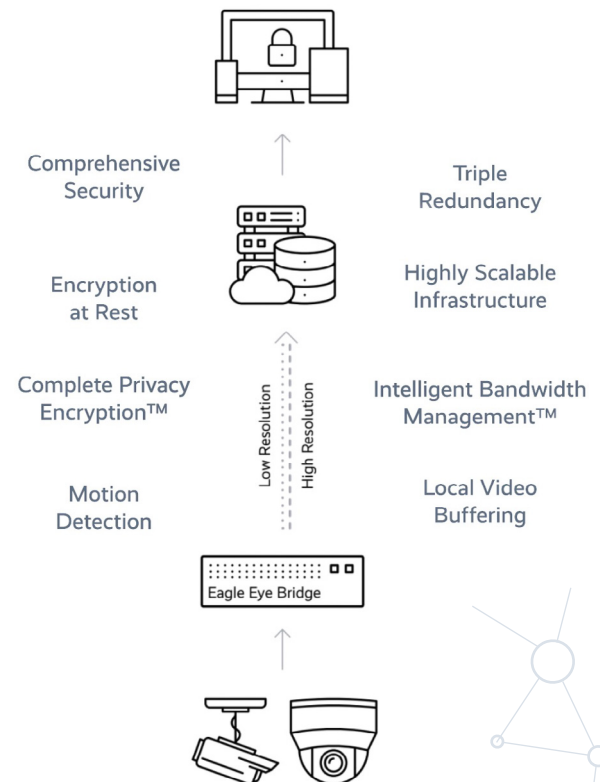 Comprehensive
Security
Triple
Redundancy
Encryption
at Rest
Highly Scalable
Infrastructure
Complete Privacy
Encryption™
Low Resolution
High Resolution
Intelligent Bandwidth
Management™
Motion
Detection
Local Video
Buffering
Eagle Eye Bridge